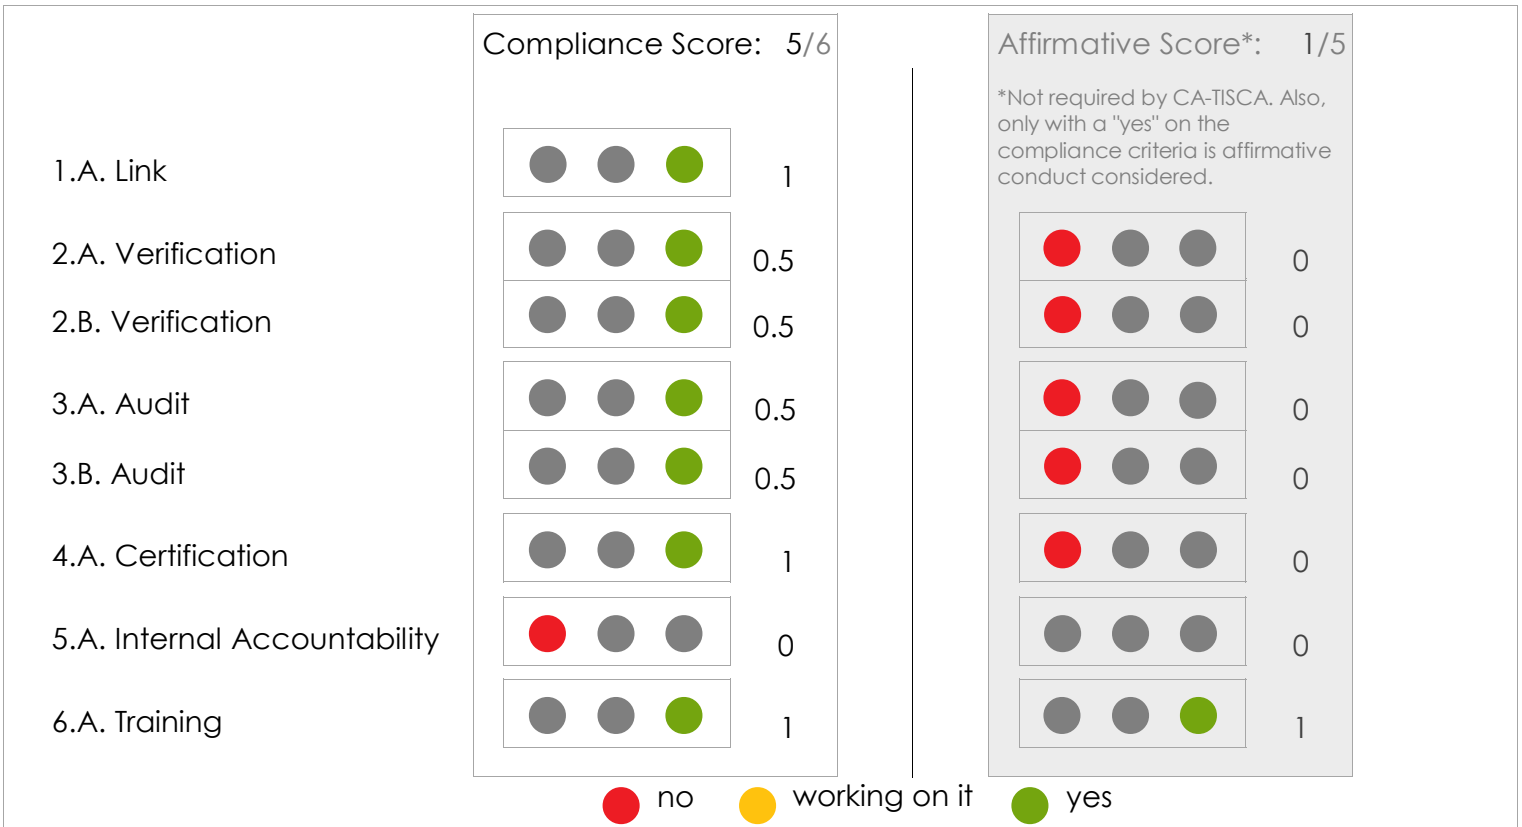 Compliance Score: 5/6
Affirmative Score*: 1/5
*Not required by CA-TISCA. Also,
only with a "yes" on the
compliance criteria is affirmative
conduct considered.
1.A. Link 1
2.A. Verification 0.5 0
2.B. Verification 0.5 0
3.A. Audit 0.5 0
3.B. Audit 0.5 0
4.A. Certification 1 0
5.A. Internal Accountability 0 0
6.A. Training 1 1
no working on it yes